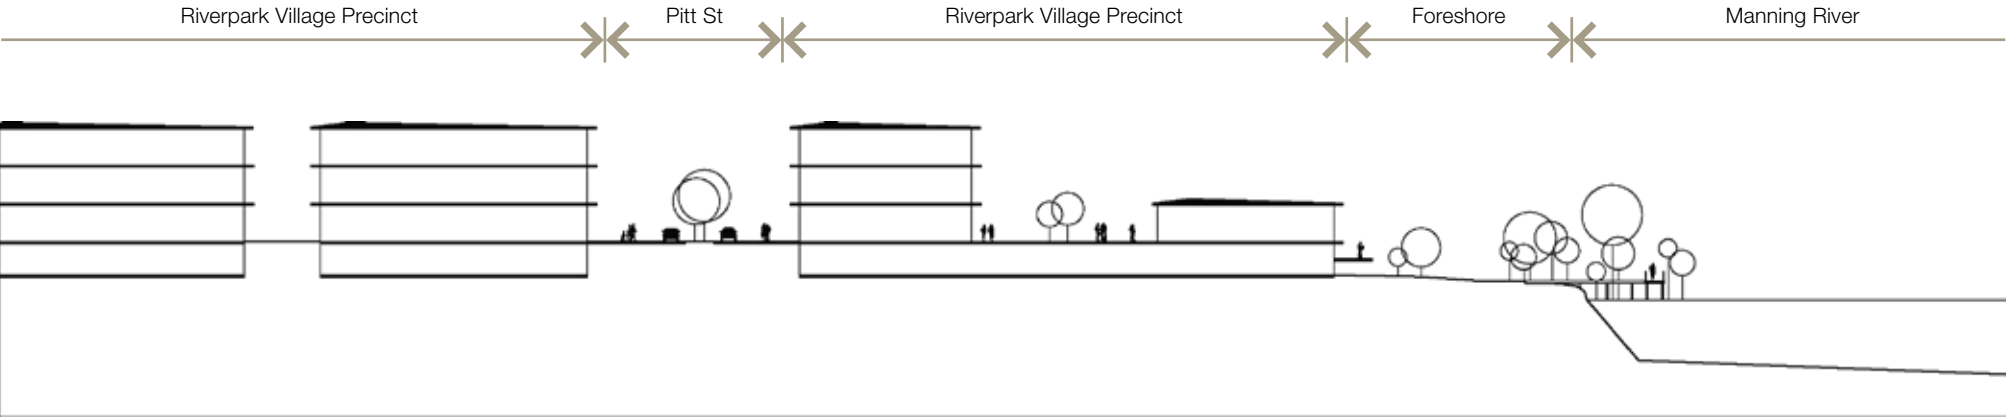 Riverpark Village Precinct
Pitt St
Riverpark Village Precinct
Foreshore
Manning River